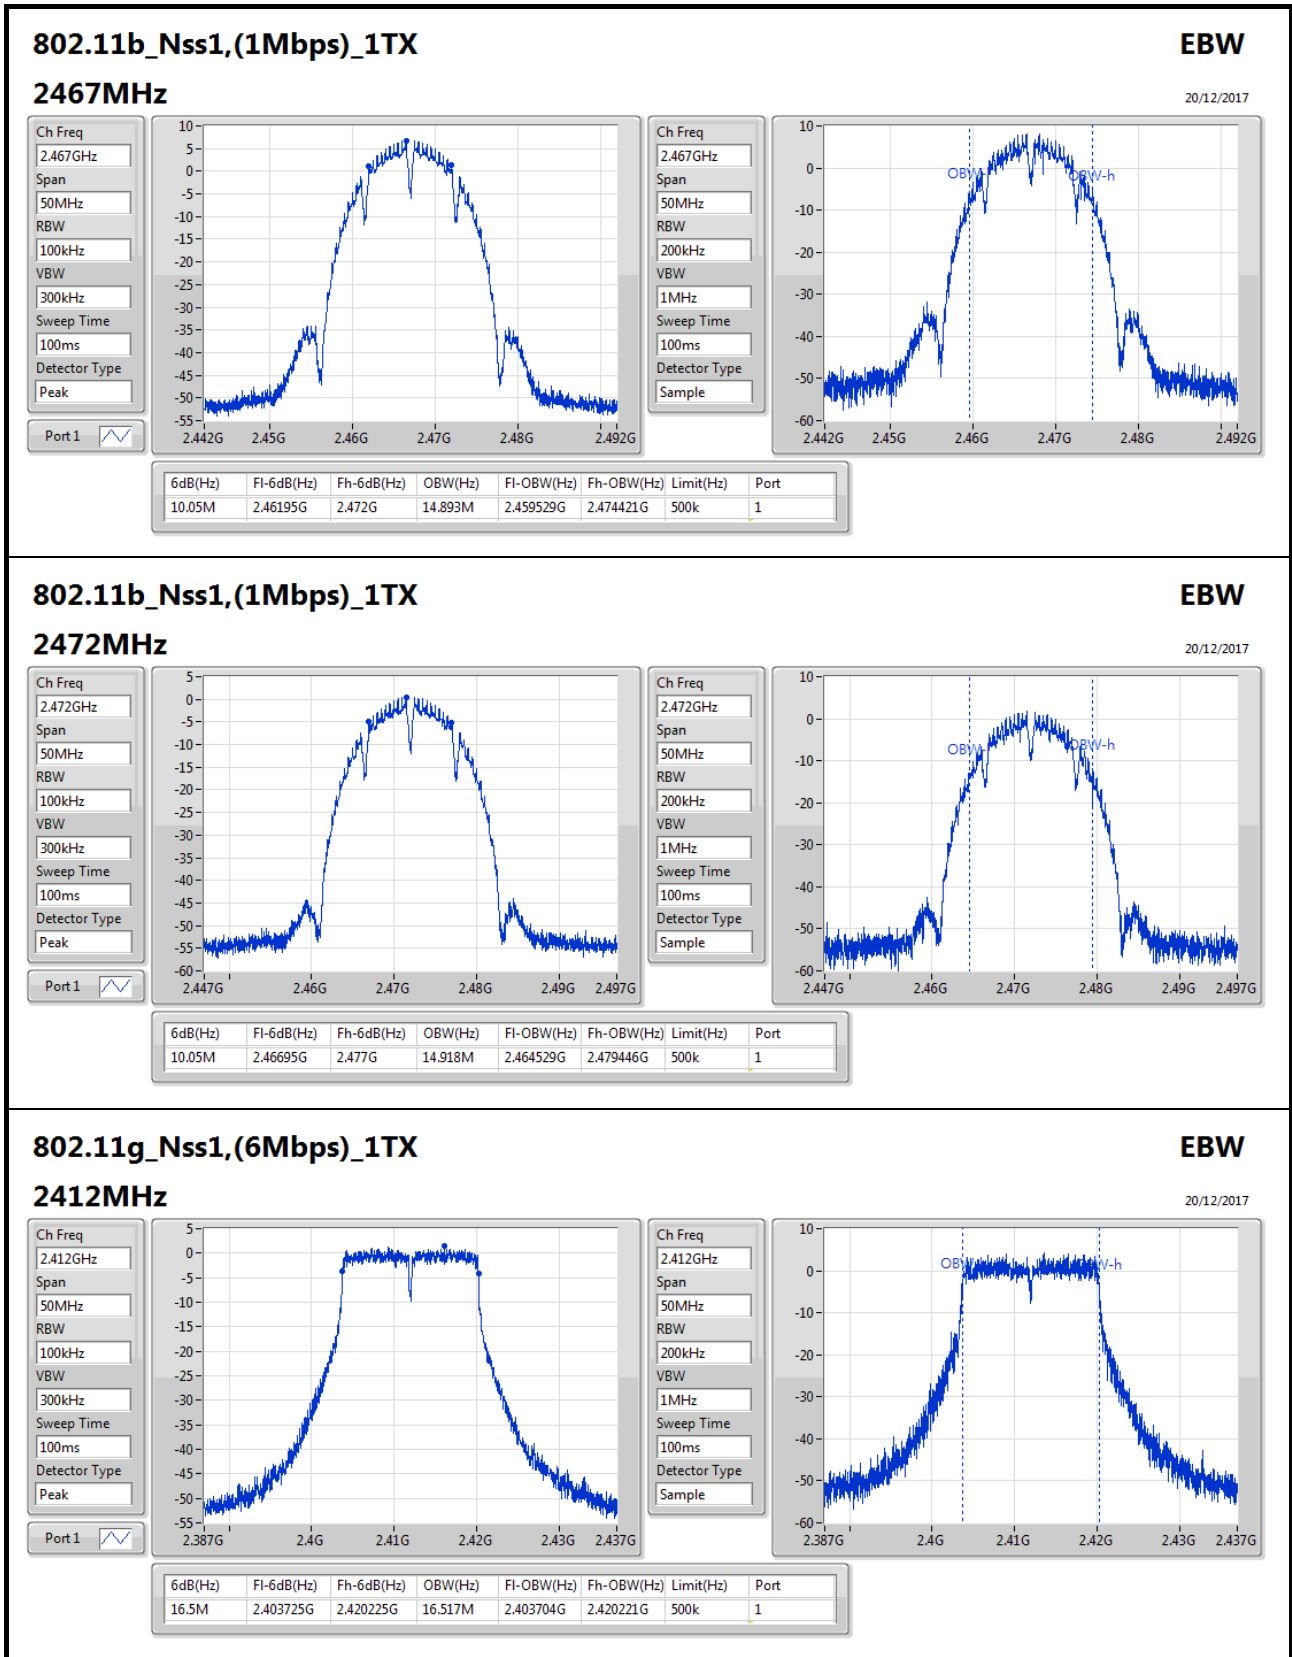 802.11b_Nss1,(1Mbps)_1TX EBW
2467MHz 20/12/2017
Ch Freq
2.467GHz
Span
50MHz
RBW
100kHz
VBW
300kHz
Sweep Time
100ms
Detector Type
Peak
Port 1
10
5
0
-5
-10
-15
-20
-25
-30
-35
-40
-45
-50
-55
2.442G 2.45G 2.46G 2.47G 2.48G 2.492G
Ch Freq
2.467GHz
Span
50MHz
RBW
200kHz
VBW
1MHz
Sweep Time
100ms
Detector Type
Sample
10
0
-10
-20
-30
-40
-50
-60
OBW-h
2.442G 2.45G 2.46G 2.47G 2.48G 2.492G
6dB(Hz) Fl-6dB(Hz) Fh-6dB(Hz) OBW(Hz) Fl-OBW(Hz) Fh-OBW(Hz) Limit(Hz) Port
10.05M 2.46195G 2.472G 14.893M 2.459529G 2.474421G 500k 1
802.11b_Nss1,(1Mbps)_1TX EBW
2472MHz 20/12/2017
Ch Freq
2.472GHz
Span
50MHz
RBW
100kHz
VBW
300kHz
Sweep Time
100ms
Detector Type
Peak
Port 1
5
0
-5
-10
-15
-20
-25
-30
-35
-40
-45
-50
-55
-60
2.447G 2.46G 2.47G 2.48G 2.49G 2.497G
Ch Freq
2.472GHz
Span
50MHz
RBW
200kHz
VBW
1MHz
Sweep Time
100ms
Detector Type
Sample
10
0
-10
-20
-30
-40
-50
-60
OBW-h
2.447G 2.46G 2.47G 2.48G 2.49G 2.497G
6dB(Hz) Fl-6dB(Hz) Fh-6dB(Hz) OBW(Hz) Fl-OBW(Hz) Fh-OBW(Hz) Limit(Hz) Port
10.05M 2.46695G 2.477G 14.918M 2.464529G 2.479446G 500k 1
802.11g_Nss1,(6Mbps)_1TX EBW
2412MHz 20/12/2017
Ch Freq
2.412GHz
Span
50MHz
RBW
100kHz
VBW
300kHz
Sweep Time
100ms
Detector Type
Peak
Port 1
5
0
-5
-10
-15
-20
-25
-30
-35
-40
-45
-50
-55
2.387G 2.4G 2.41G 2.42G 2.43G 2.437G
Ch Freq
2.412GHz
Span
50MHz
RBW
200kHz
VBW
1MHz
Sweep Time
100ms
Detector Type
Sample
10
0
-10
-20
-30
-40
-50
-60
2.387G 2.4G 2.41G 2.42G 2.43G 2.437G
6dB(Hz) Fl-6dB(Hz) Fh-6dB(Hz) OBW(Hz) Fl-OBW(Hz) Fh-OBW(Hz) Limit(Hz) Port
16.5M 2.403725G 2.420225G 16.517M 2.403704G 2.420221G 500k 1